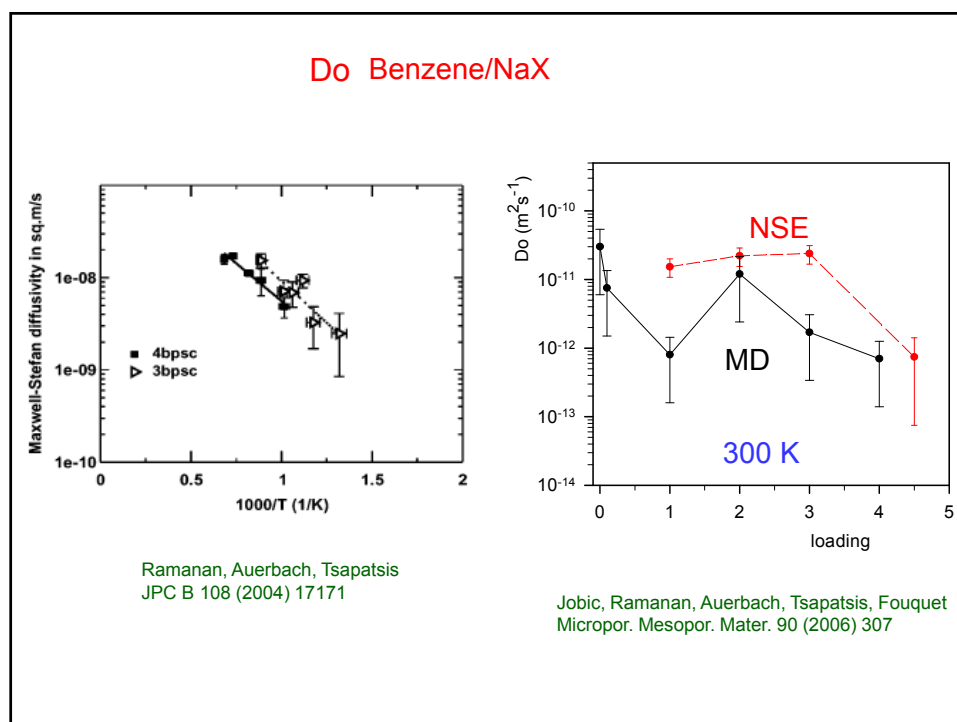 Do Benzene/NaX
Maxwell-Stefan diffusivity in sq.m/s
1e-08
1e-09
1e-10
4bpsc
3bpsc
0
0.5
1
1.5
2
1000/T (1/K)
Ramanan, Auerbach, Tsapatsis
JPC B 108 (2004) 17171
Do (m²s⁻¹)
10⁻¹⁰
10⁻¹¹
10⁻¹²
10⁻¹³
10⁻¹⁴
NSE
MD
300 K
0
1
2
3
4
5
loading
Jobic, Ramanan, Auerbach, Tsapatsis, Fouquet
Micropor. Mesopor. Mater. 90 (2006) 307